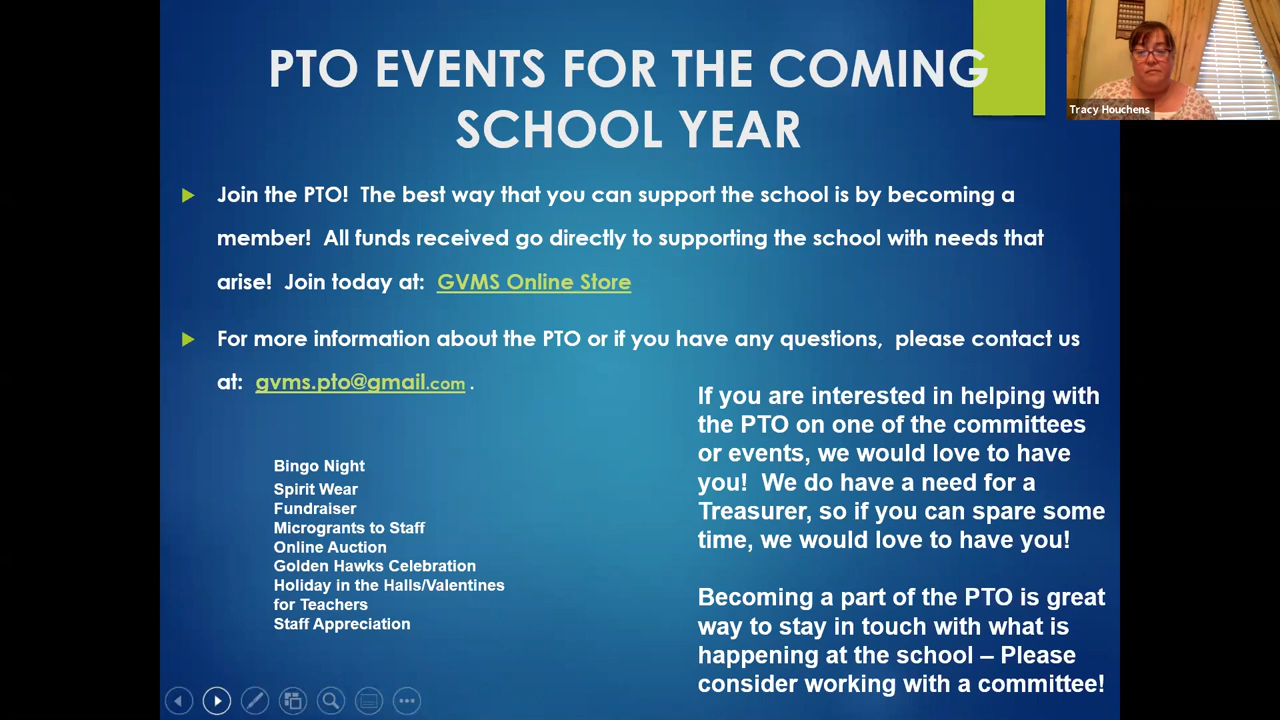 PTO EVENTS FOR THE COMING
SCHOOL YEAR
Tracy Houchens
Join the PTO!  The best way that you can support the school is by becoming a
member!  All funds received go directly to supporting the school with needs that
arise!  Join today at:  GVMS Online Store
For more information about the PTO or if you have any questions,  please contact us
at:  gvms.pto@gmail.com .
Bingo Night
Spirit Wear
Fundraiser
Microgrants to Staff
Online Auction
Golden Hawks Celebration
Holiday in the Halls/Valentines
for Teachers
Staff Appreciation
If you are interested in helping with
the PTO on one of the committees
or events, we would love to have
you!  We do have a need for a
Treasurer, so if you can spare some
time, we would love to have you!
Becoming a part of the PTO is great
way to stay in touch with what is
happening at the school – Please
consider working with a committee!